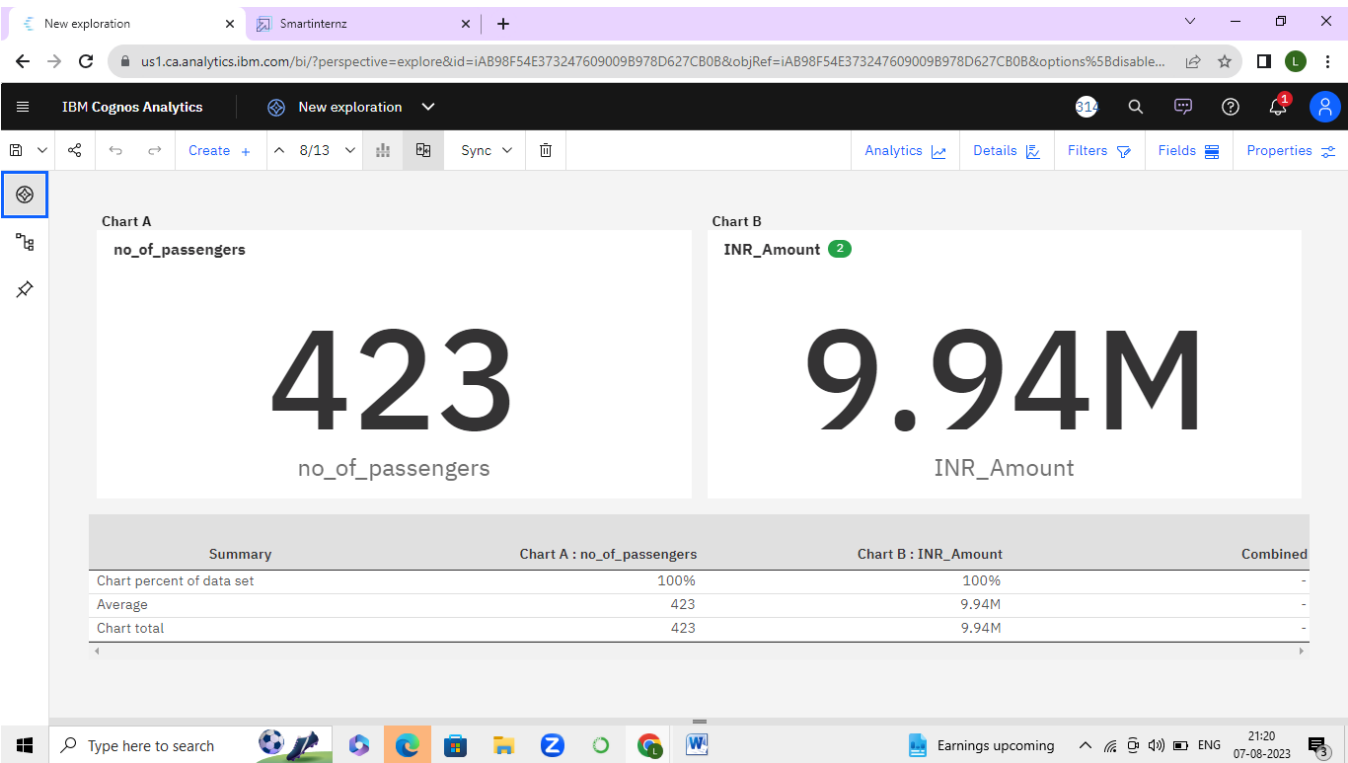 New exploration
Smartinternz
us1.ca.analytics.ibm.com/bi/?perspective=explore&id=iAB98F54E373247609009B978D627CB0B&objRef=iAB98F54E373247609009B978D627CB0B&options%5Bdisable...
L
IBM Cognos Analytics New exploration 314 1
Create + 8/13 Sync Analytics Details Filters Fields Properties
Chart A Chart B
no_of_passengers INR_Amount 2
423 9.94M
no_of_passengers INR_Amount
Summary Chart A : no_of_passengers Chart B : INR_Amount Combined
Chart percent of data set 100% 100% -
Average 423 9.94M -
Chart total 423 9.94M -
Type here to search Earnings upcoming ENG 21:20
07-08-2023 3